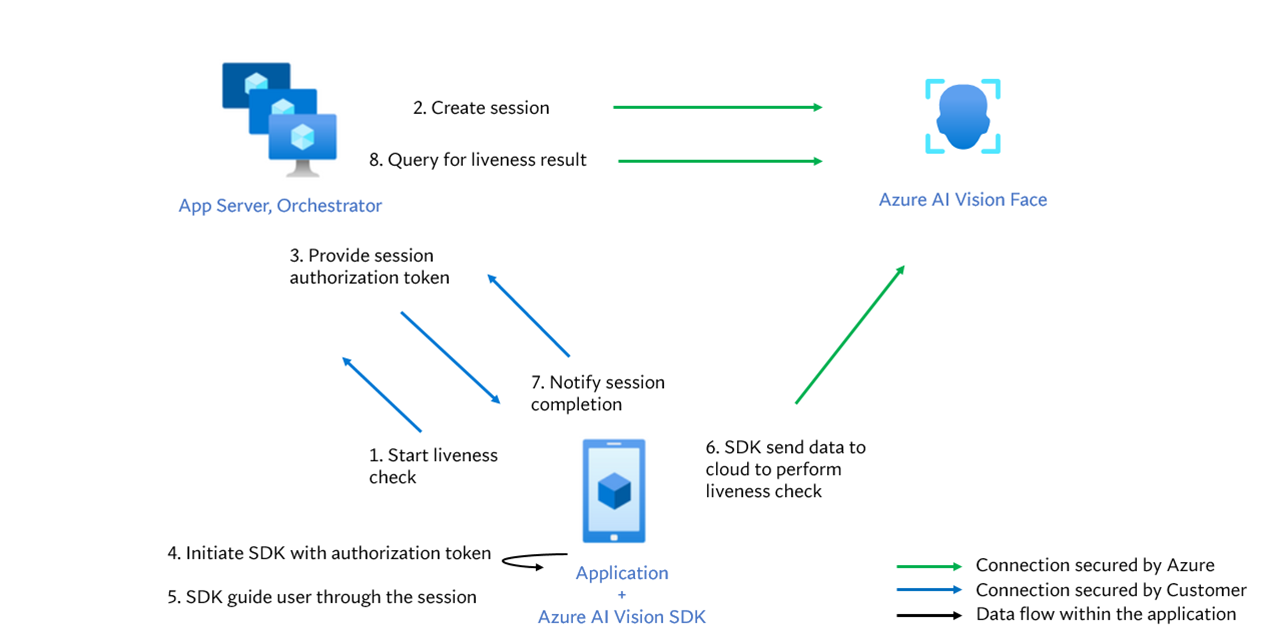 2. Create session
8. Query for liveness result
App Server, Orchestrator
Azure AI Vision Face
3. Provide session
authorization token
7. Notify session
completion
1. Start liveness
check
6. SDK send data to
cloud to perform
liveness check
4. Initiate SDK with authorization token
5. SDK guide user through the session
Application
+
Azure AI Vision SDK
Connection secured by Azure
Connection secured by Customer
Data flow within the application